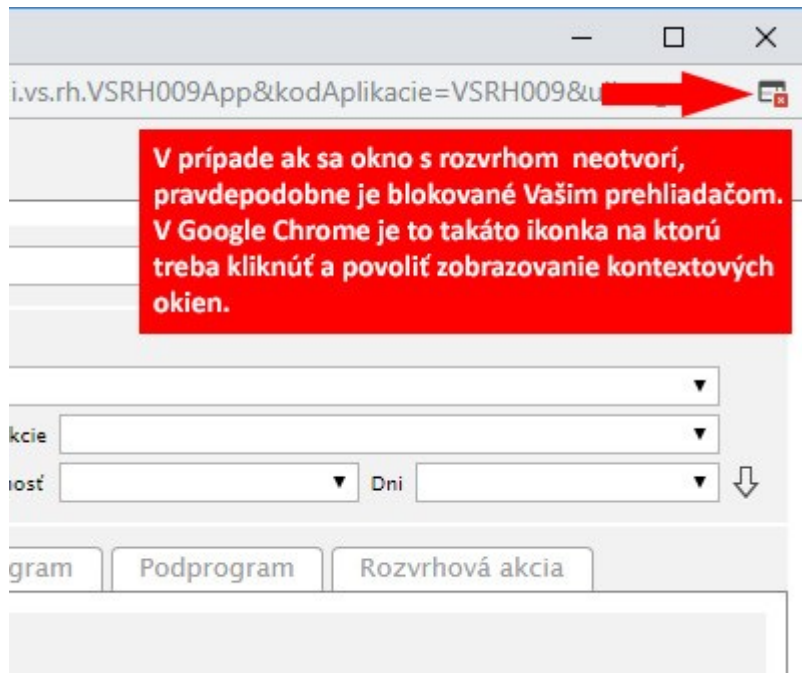 i.vs.rh.VSRH009App&kodAplikacie=VSRH009&u
V prípade ak sa okno s rozvrhom neotvorí,
pravdepodobne je blokované Vašim prehliadačom.
V Google Chrome je to takáto ikonka na ktorú
treba kliknúť a povoliť zobrazovanie kontextových
okien.
kcie
nosť Dni
gram Podprogram Rozvrhová akcia